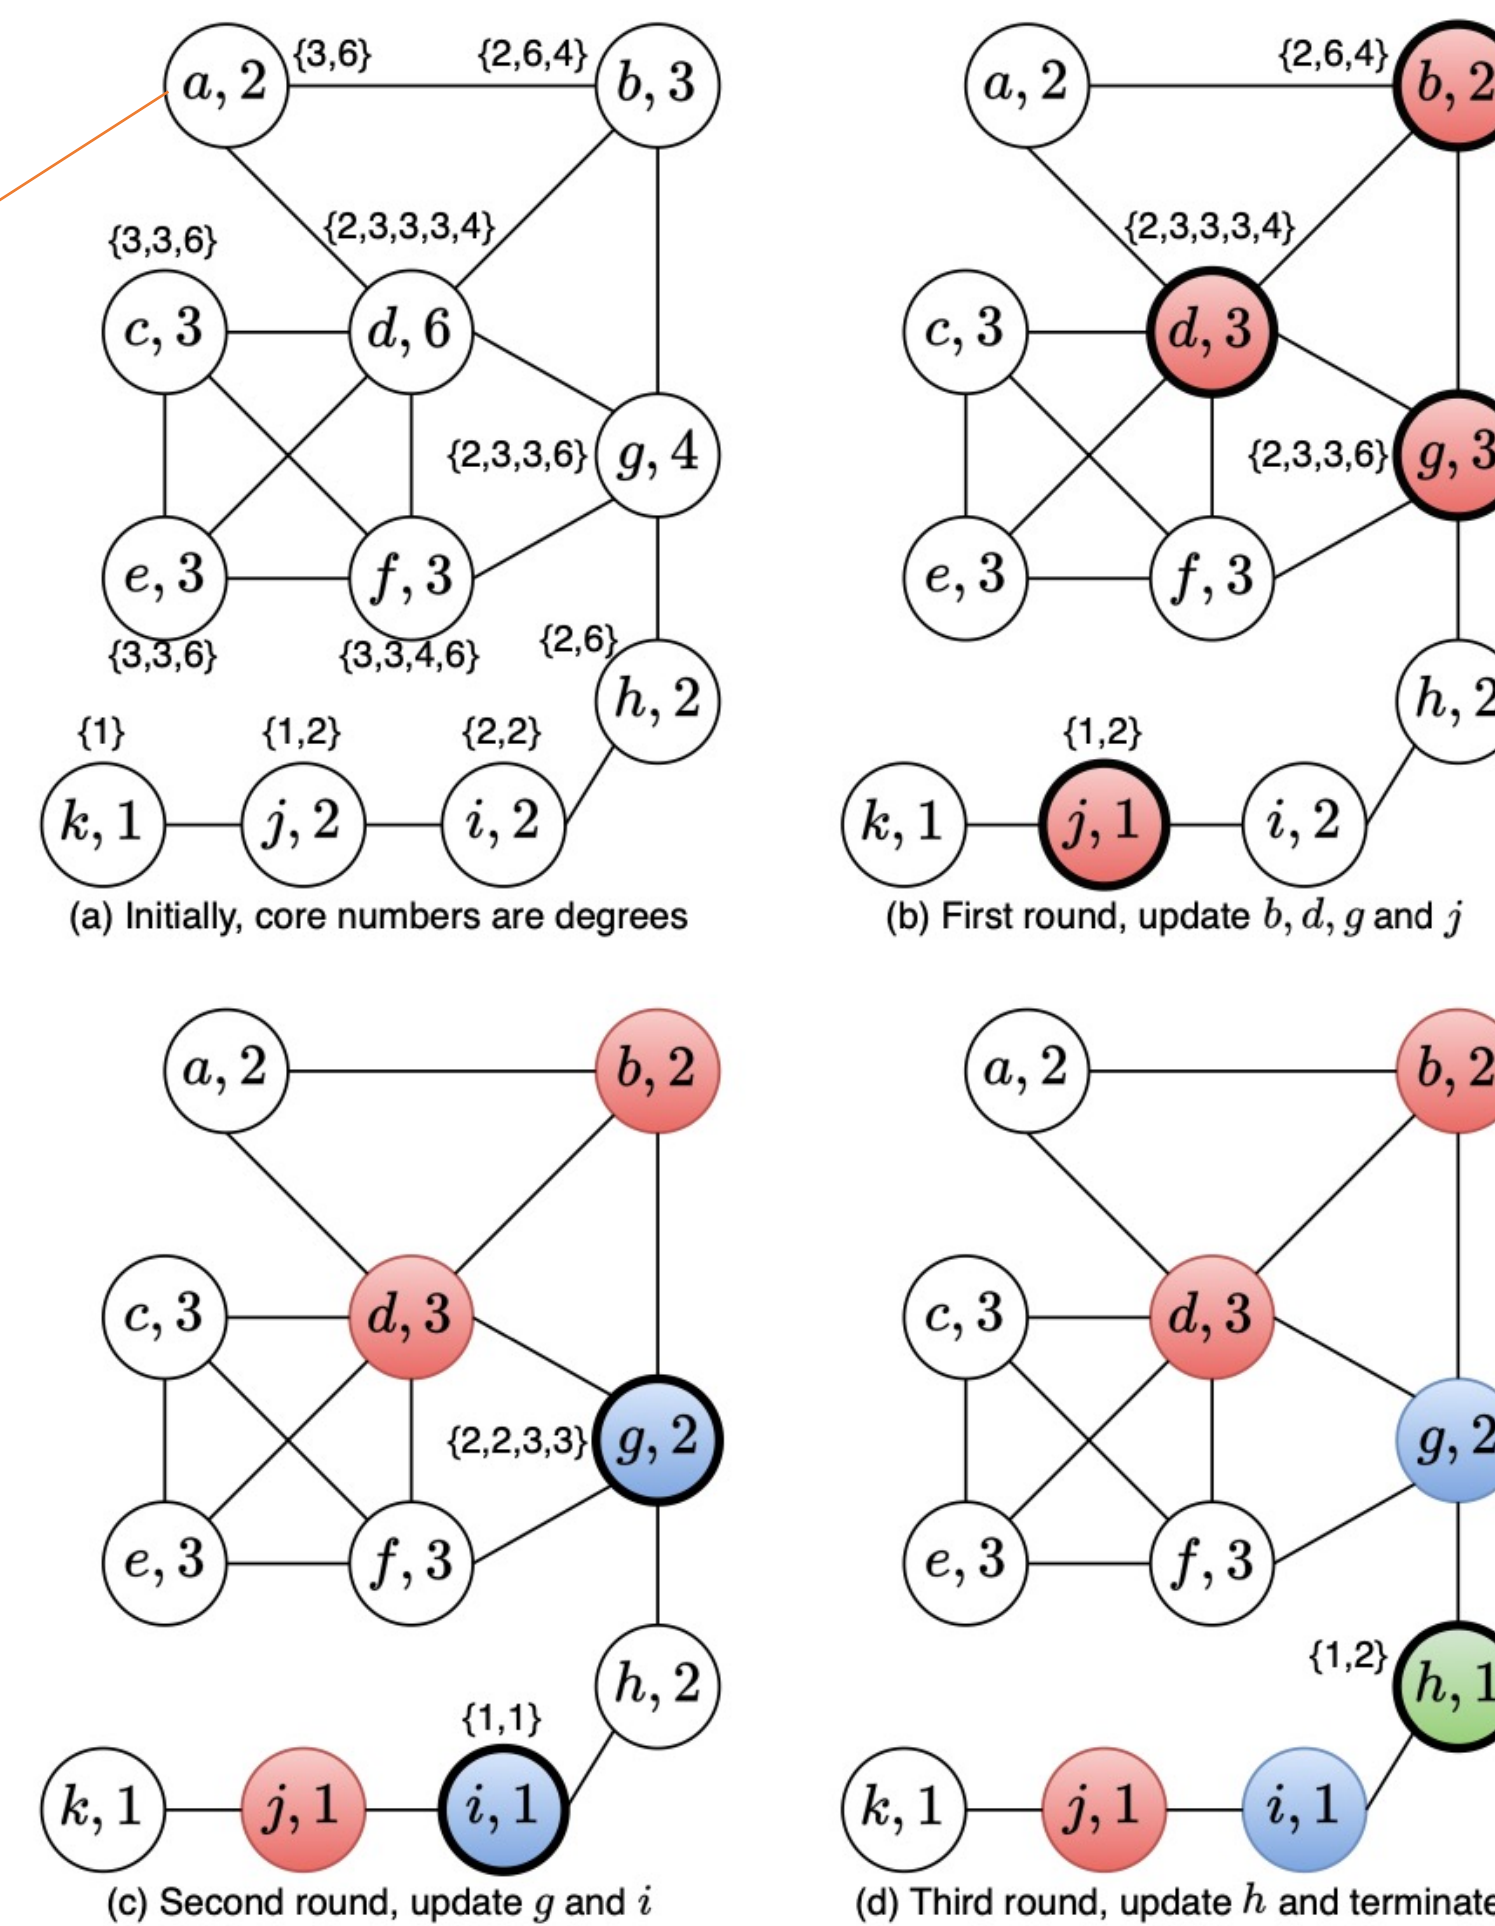 {3,6} {2,6,4}
a, 2 b, 3
{2,3,3,3,4}
{3,3,6}
c, 3 d, 6
{2,3,3,6} g, 4
e, 3 f, 3
{3,3,6} {3,3,4,6} {2,6}
h, 2
{1} {1,2} {2,2}
k, 1 j, 2 i, 2
(a) Initially, core numbers are degrees
{2,6,4}
a, 2 b, 2
{2,3,3,3,4}
c, 3 d, 3
{2,3,3,6} g, 3
e, 3 f, 3
h, 2
{1,2}
k, 1 j, 1 i, 2
(b) First round, update b, d, g and j
a, 2 b, 2
c, 3 d, 3
{2,2,3,3} g, 2
e, 3 f, 3
h, 2
{1,1}
k, 1 j, 1 i, 1
(c) Second round, update g and i
a, 2 b, 2
c, 3 d, 3
g, 2
e, 3 f, 3
{1,2} h, 1
k, 1 j, 1 i, 1
(d) Third round, update h and terminate